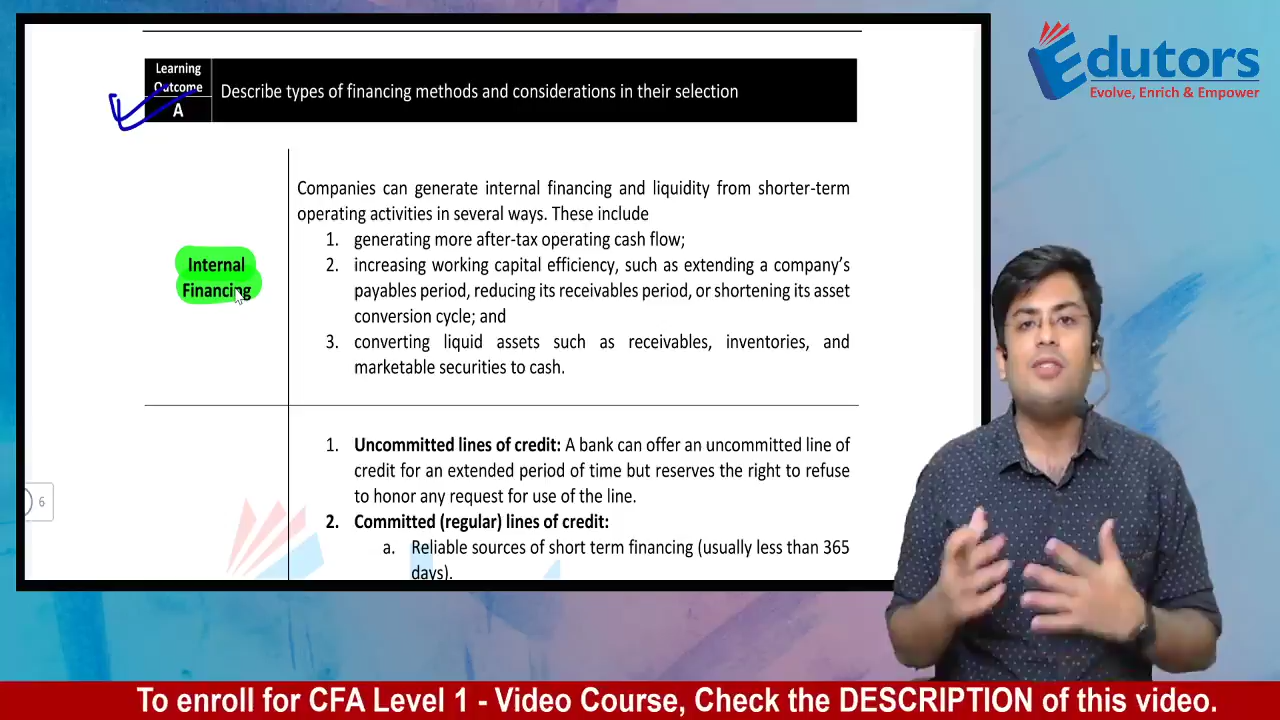 Learning
Outcome
A
Describe types of financing methods and considerations in their selection
Edutors
Evolve, Enrich & Empower
Internal
Financing
Companies can generate internal financing and liquidity from shorter-term
operating activities in several ways. These include
1. generating more after-tax operating cash flow;
2. increasing working capital efficiency, such as extending a company's
payables period, reducing its receivables period, or shortening its asset
conversion cycle; and
3. converting liquid assets such as receivables, inventories, and
marketable securities to cash.
1. Uncommitted lines of credit: A bank can offer an uncommitted line of
credit for an extended period of time but reserves the right to refuse
to honor any request for use of the line.
2. Committed (regular) lines of credit:
a. Reliable sources of short term financing (usually less than 365
days).
6
To enroll for CFA Level 1 - Video Course, Check the DESCRIPTION of this video.